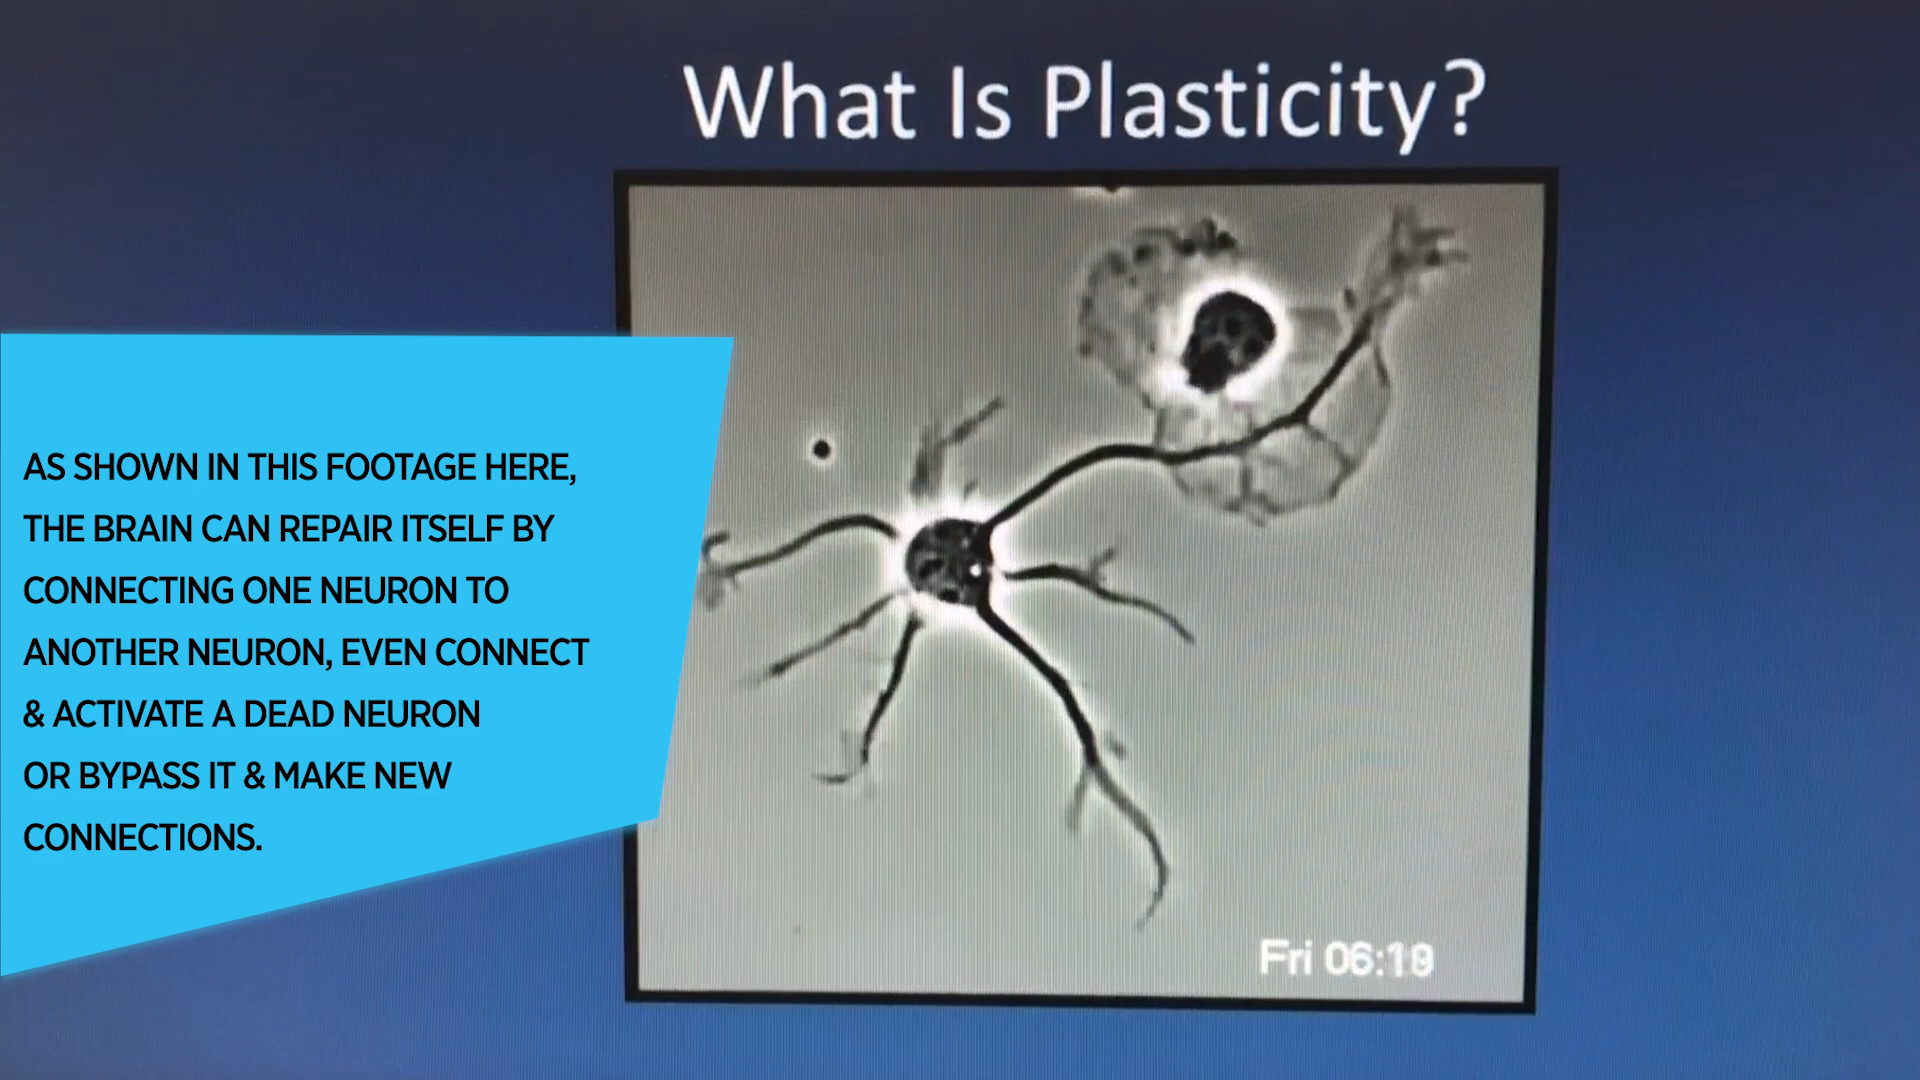 What Is Plasticity?
AS SHOWN IN THIS FOOTAGE HERE,
THE BRAIN CAN REPAIR ITSELF BY
CONNECTING ONE NEURON TO
ANOTHER NEURON, EVEN CONNECT
& ACTIVATE A DEAD NEURON
OR BYPASS IT & MAKE NEW
CONNECTIONS.
Fri 06:19